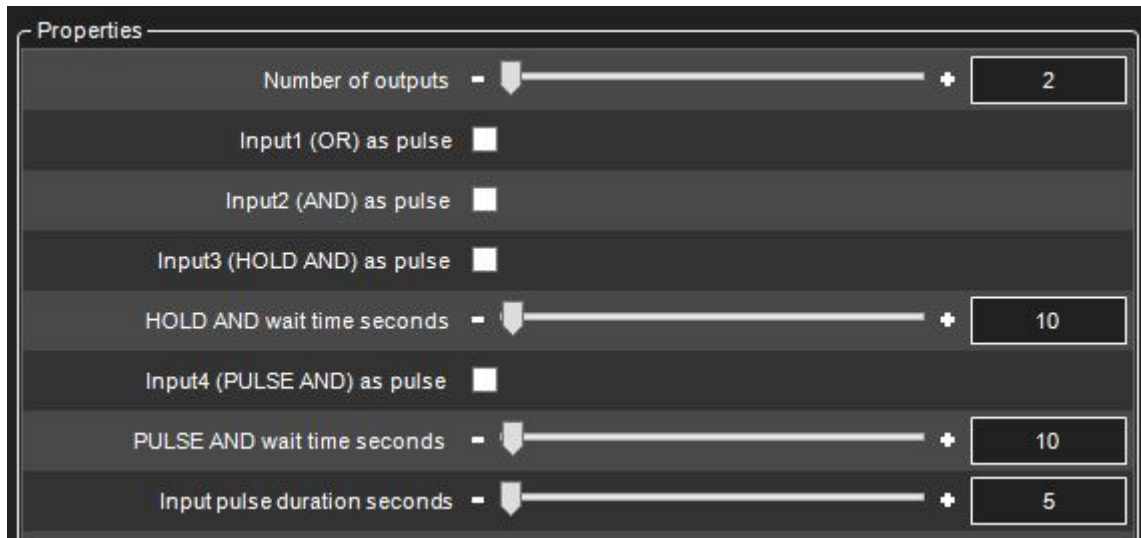 Properties
Number of outputs - + 2
Input1 (OR) as pulse
Input2 (AND) as pulse
Input3 (HOLD AND) as pulse
HOLD AND wait time seconds - + 10
Input4 (PULSE AND) as pulse
PULSE AND wait time seconds - + 10
Input pulse duration seconds - + 5